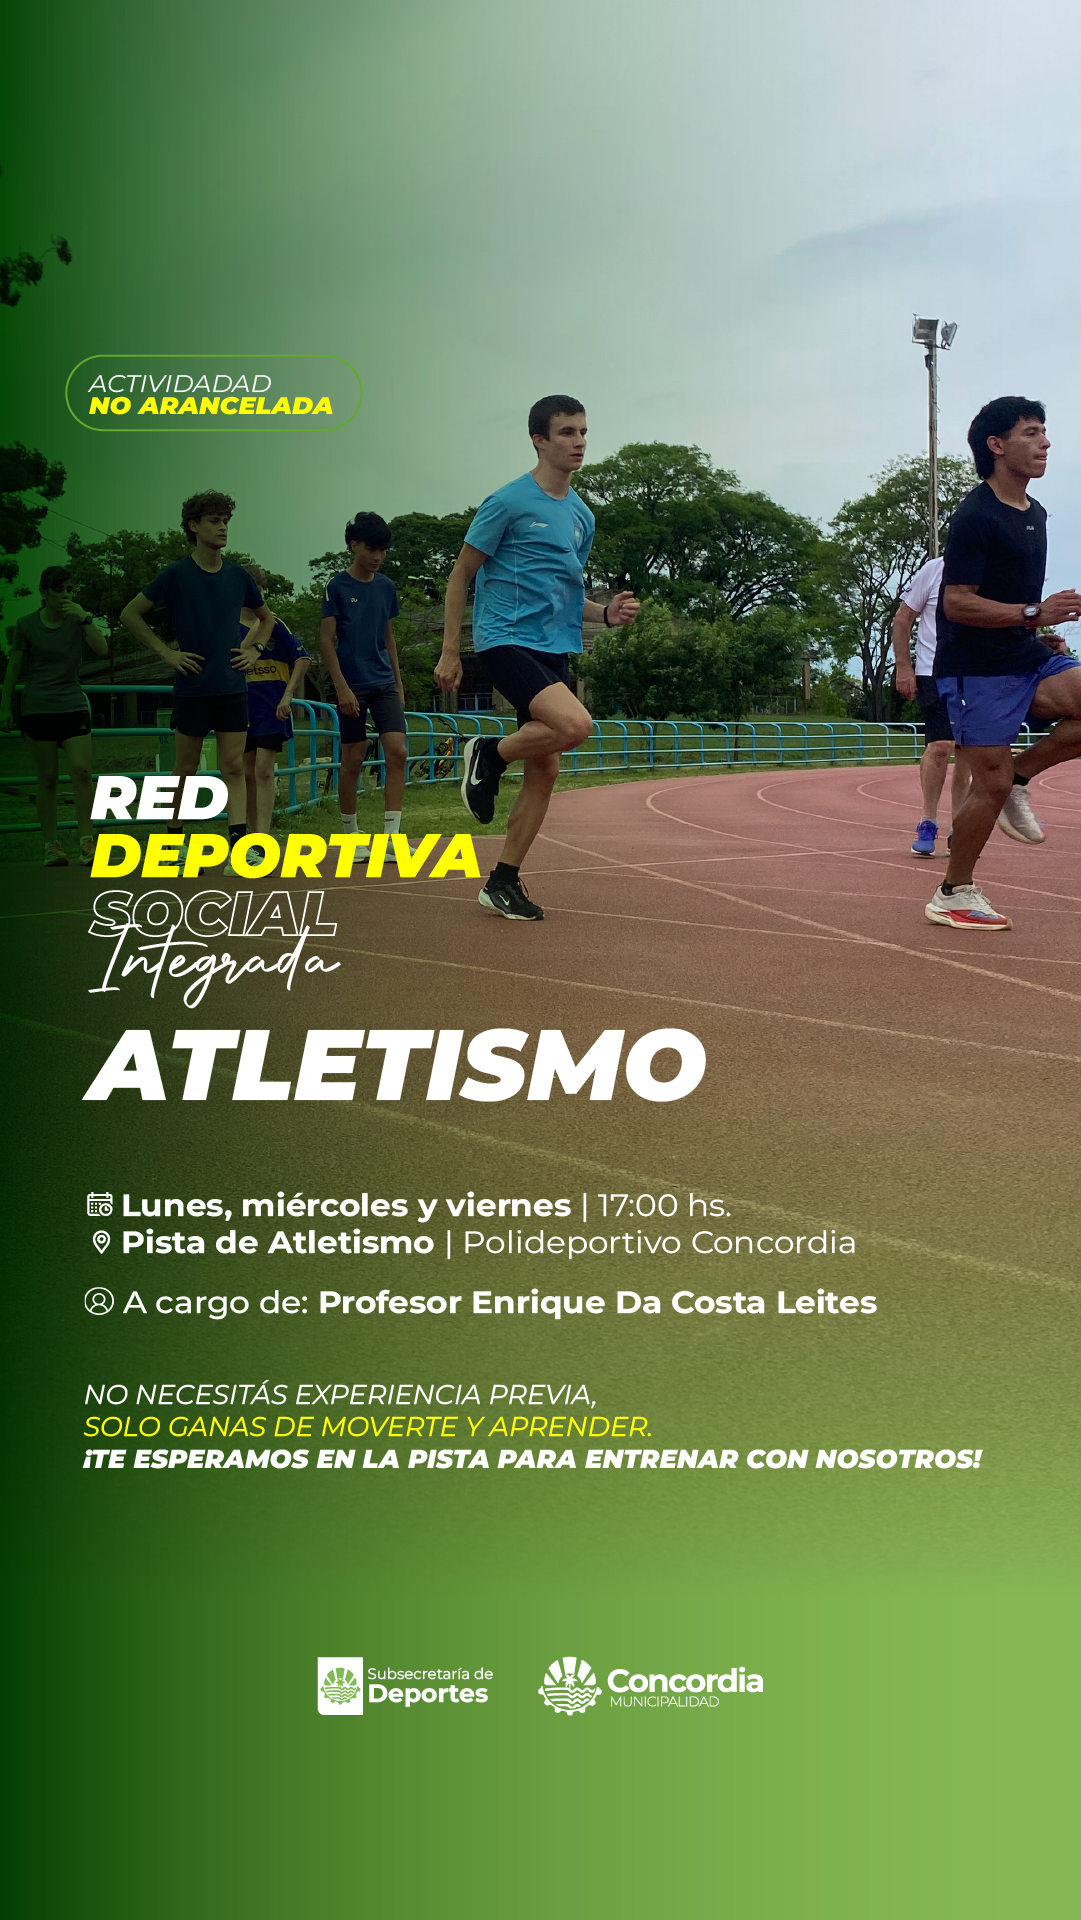 ACTIVIDADAD
NO ARANCELADA
RED
DEPORTIVA
SOCIAL
Integrada
ATLETISMO
Lunes, miércoles y viernes | 17:00 hs.
Pista de Atletismo | Polideportivo Concordia
A cargo de: Profesor Enrique Da Costa Leites
NO NECESITÁS EXPERIENCIA PREVIA,
SOLO GANAS DE MOVERTE Y APRENDER.
¡TE ESPERAMOS EN LA PISTA PARA ENTRENAR CON NOSOTROS!
Subsecretaría de
Deportes
Concordia
MUNICIPALIDAD